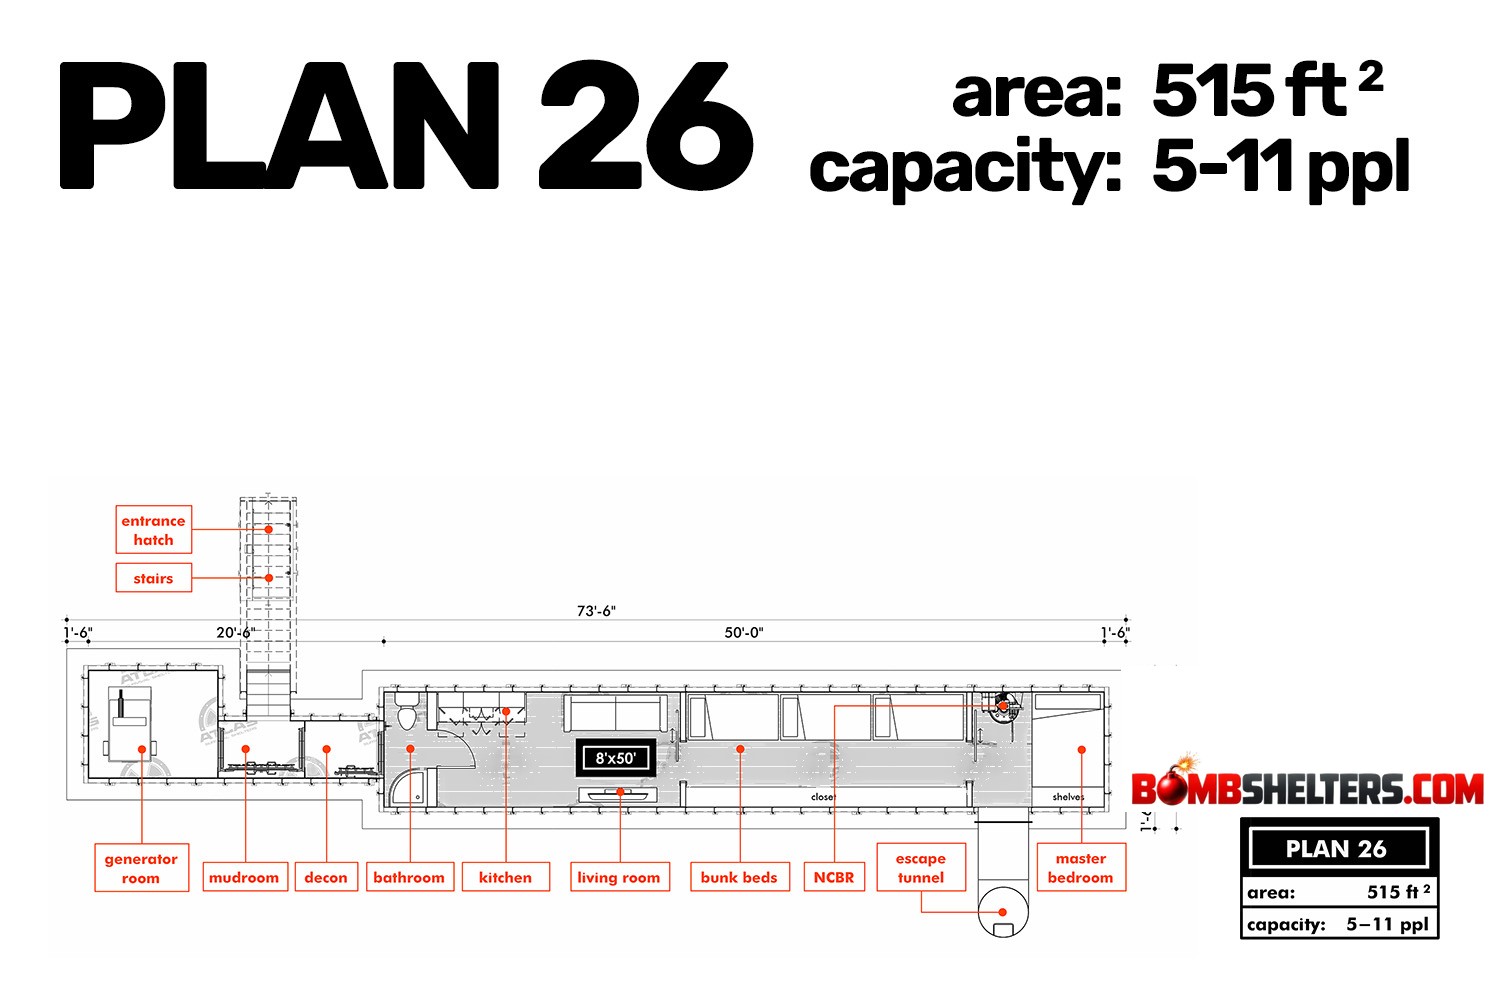 PLAN 26
area: 515 ft 2
capacity: 5-11 ppl
entrance
hatch
stairs
73'-6"
1'-6"
20'-6"
50'-0"
1'-6"
ATLAS
8'x50'
closet
shelves
generator
room
mudroom
decon
bathroom
kitchen
living room
bunk beds
NCBR
escape
tunnel
master
bedroom
BOMBSHELTERS.COM
PLAN 26
area: 515 ft 2
capacity: 5–11 ppl